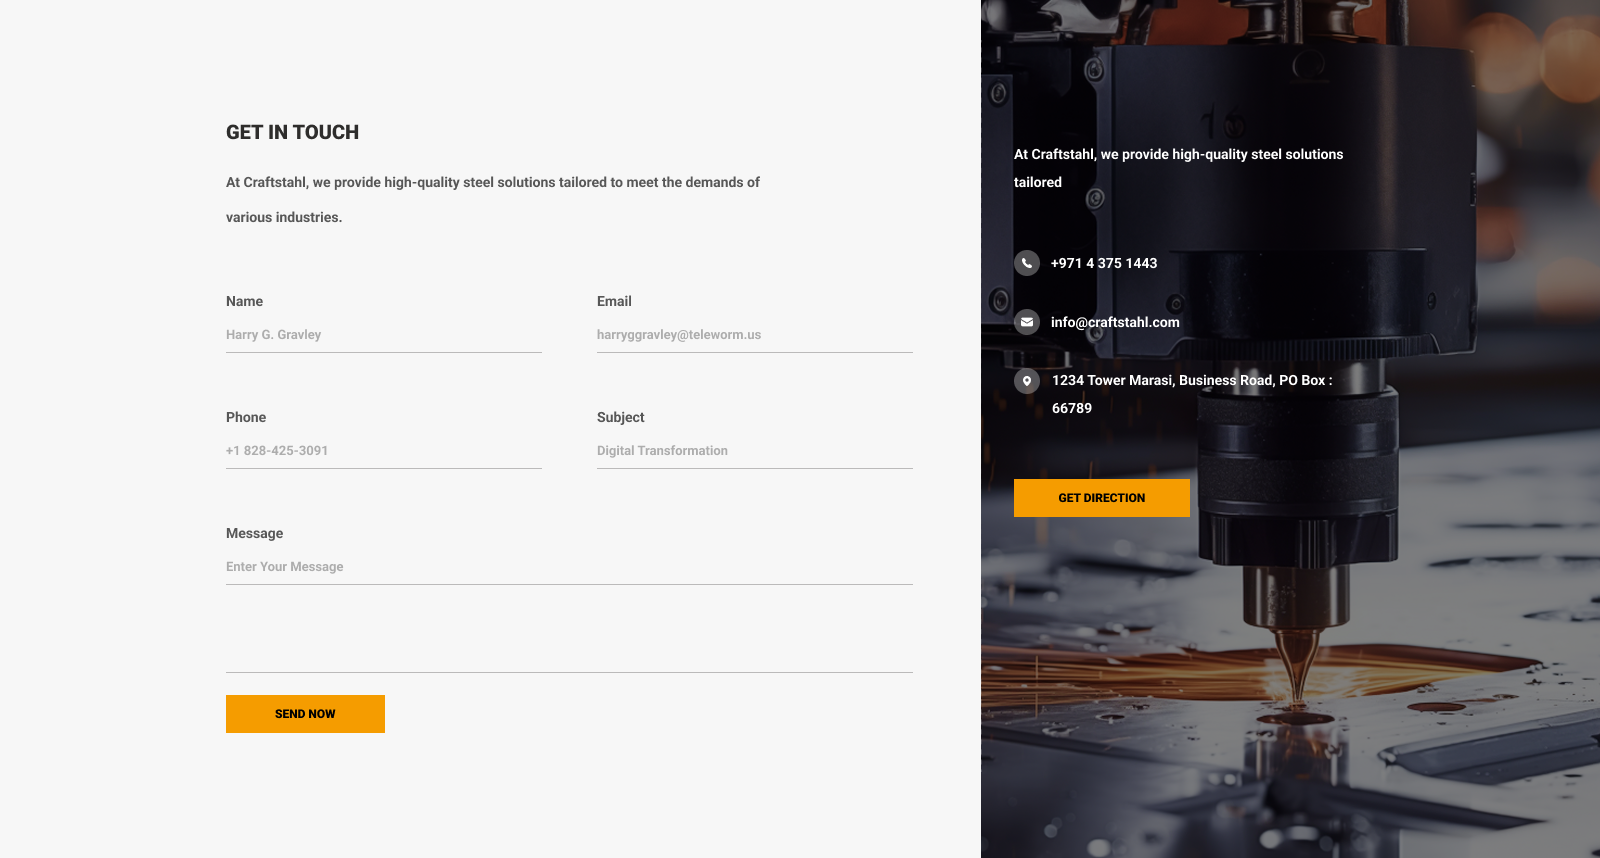 GET IN TOUCH
At Craftstahl, we provide high-quality steel solutions tailored to meet the demands of
various industries.
Name
Harry G. Gravley
Email
harryggravley@teleworm.us
Phone
+1 828-425-3091
Subject
Digital Transformation
Message
Enter Your Message
SEND NOW
At Craftstahl, we provide high-quality steel solutions
tailored
+971 4 375 1443
info@craftstahl.com
1234 Tower Marasi, Business Road, PO Box :
66789
GET DIRECTION